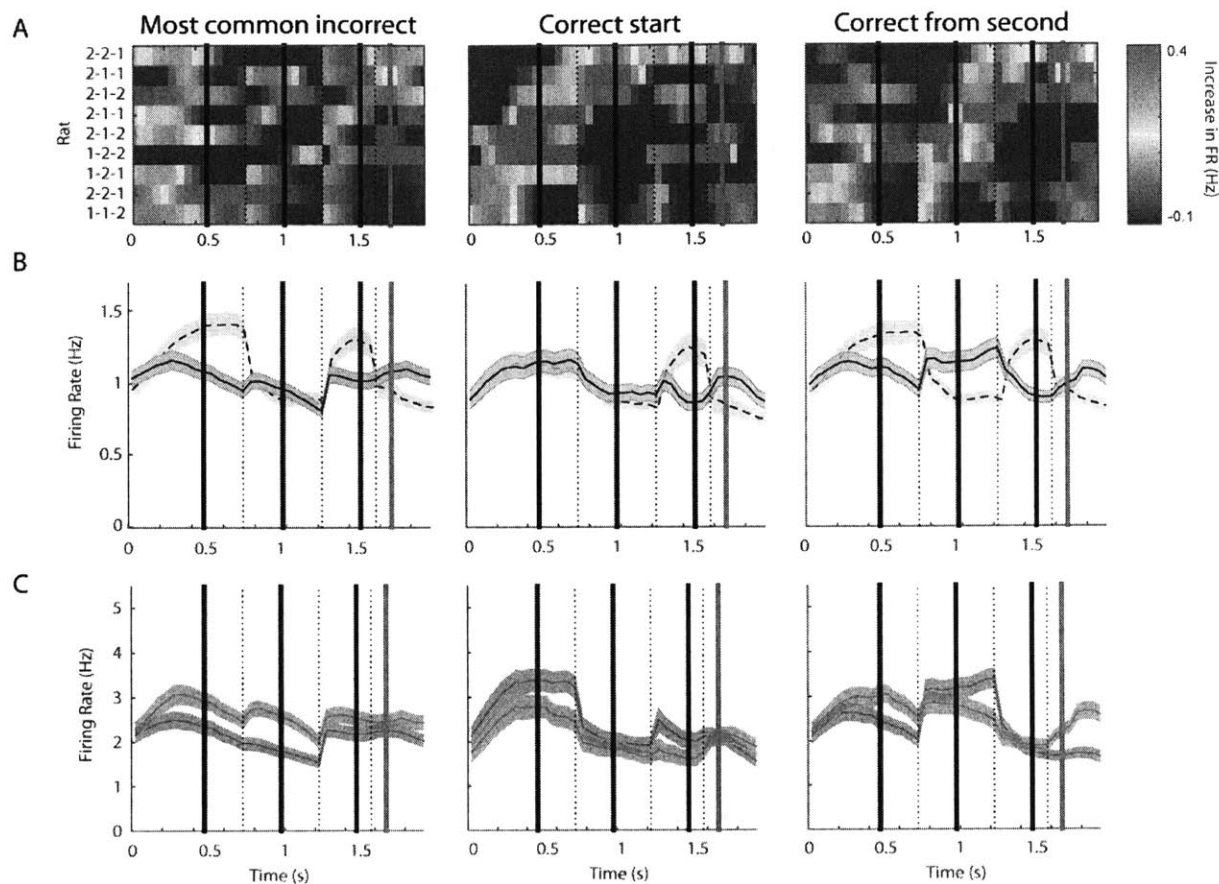 A
Most common incorrect
Correct start
Correct from second
Rat
2-2-1
2-1-1
2-1-2
2-1-1
2-1-2
1-2-2
1-2-1
2-2-1
1-1-2
0 0.5 1 1.5
0 0.5 1 1.5
0 0.5 1 1.5
0.4
-0.1
Increase in FR (Hz)
B
Firing Rate (Hz)
1.5
1
0.5
0
0 0.5 1 1.5
0 0.5 1 1.5
0 0.5 1 1.5
C
Firing Rate (Hz)
5
4
3
2
1
0
0 0.5 1 1.5
0 0.5 1 1.5
0 0.5 1 1.5
Time (s)
Time (s)
Time (s)